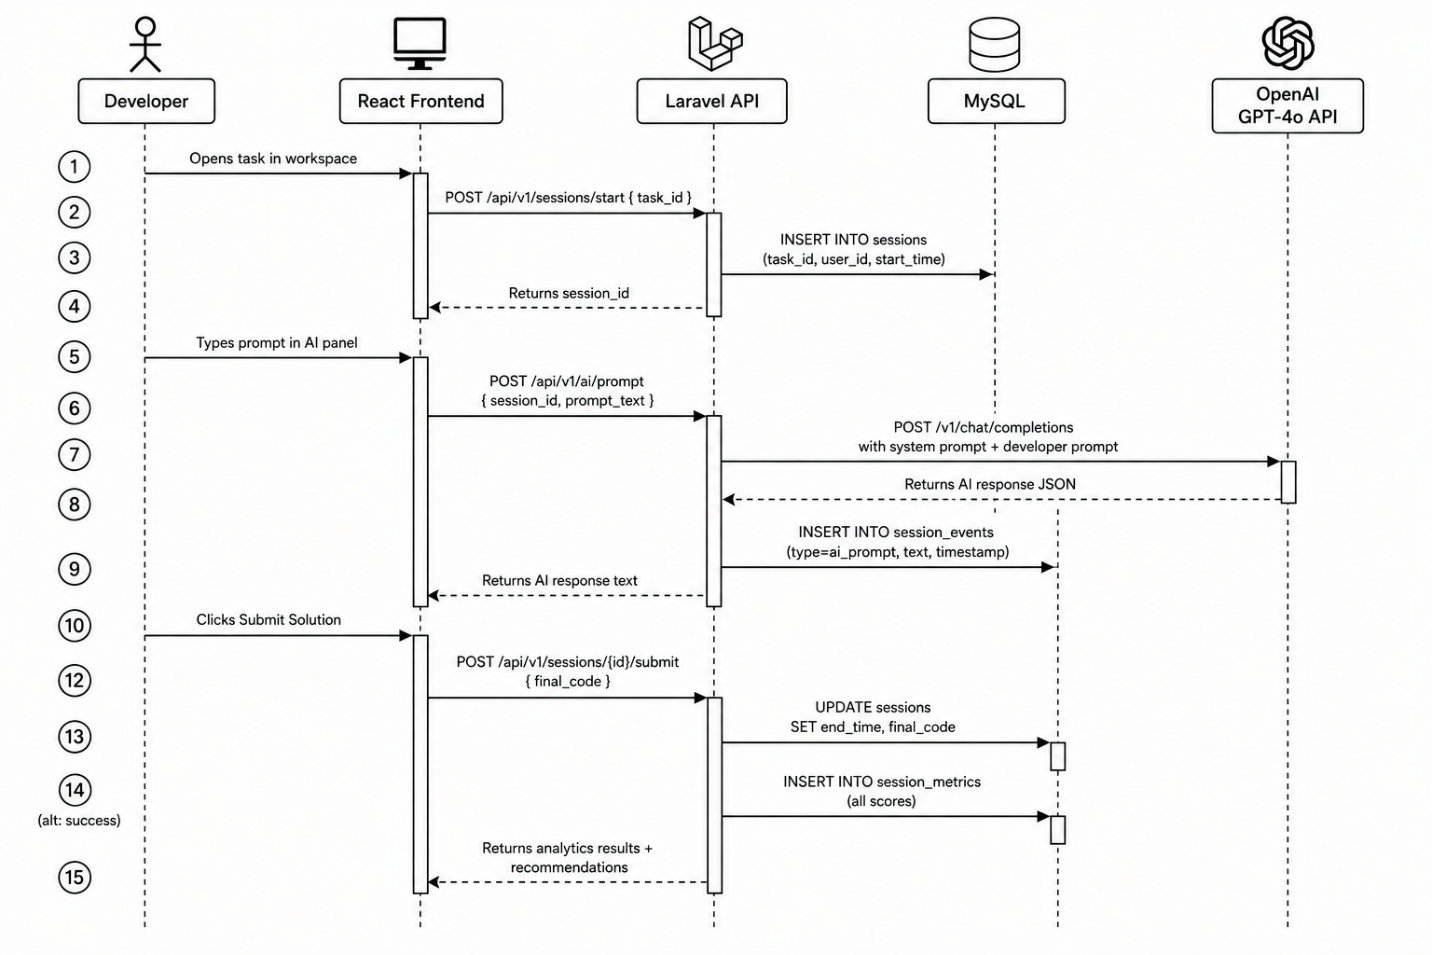 Developer
React Frontend
Laravel API
MySQL
OpenAI
GPT-4o API
1
Opens task in workspace
2
POST /api/v1/sessions/start { task_id }
3
INSERT INTO sessions
(task_id, user_id, start_time)
4
Returns session_id
5
Types prompt in AI panel
6
POST /api/v1/ai/prompt
{ session_id, prompt_text }
7
POST /v1/chat/completions
with system prompt + developer prompt
8
Returns AI response JSON
9
INSERT INTO session_events
(type=ai_prompt, text, timestamp)
Returns AI response text
10
Clicks Submit Solution
12
POST /api/v1/sessions/{id}/submit
{ final_code }
13
UPDATE sessions
SET end_time, final_code
14
(alt: success)
INSERT INTO session_metrics
(all scores)
15
Returns analytics results +
recommendations